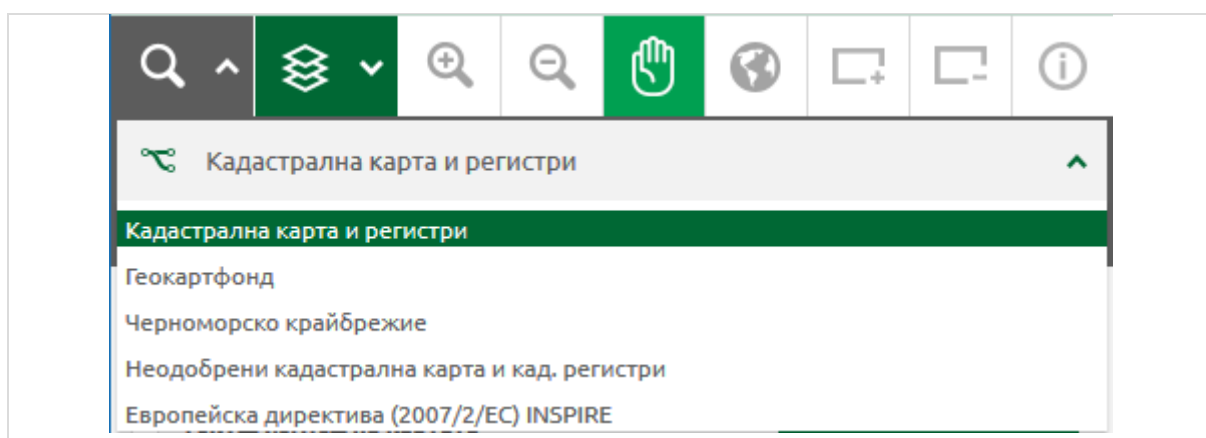 Кадастрална карта и регистри
Кадастрална карта и регистри
Геокартфонд
Черноморско крайбрежие
Неодобрени кадастрална карта и кад. регистри
Европейска директива (2007/2/EC) INSPIRE